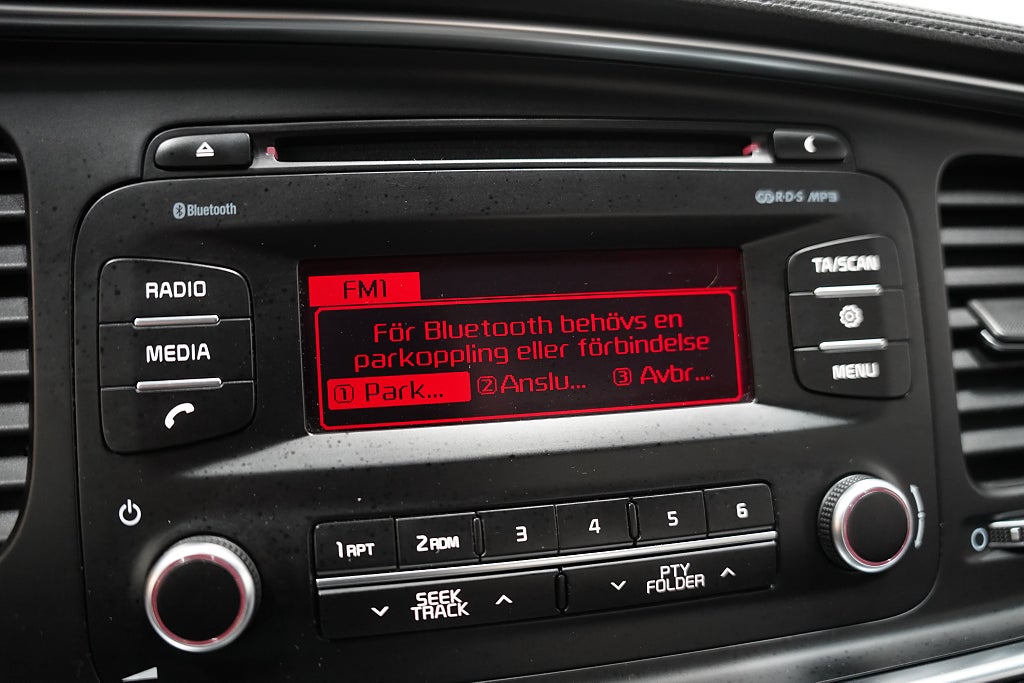 Bluetooth
R·D·S MP3
RADIO
MEDIA
FM1
För Bluetooth behövs en
parkoppling eller förbindelse
1 Park... 2 Anslu... 3 Avbr...
TA/SCAN
MENU
1 RPT 2 RDM 3 4 5 6
SEEK
TRACK
PTY
FOLDER